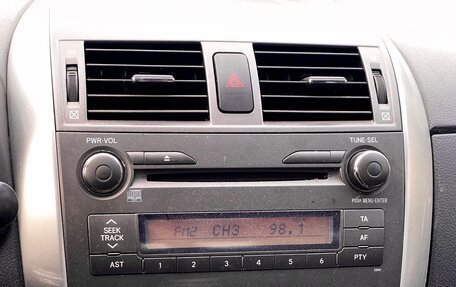 PWR·VOL
TUNE·SEL
PUSH MENU·ENTER
SEEK
TRACK
FM2 CH3 98.1
TA
AF
AST 1 2 3 4 5 6 PTY